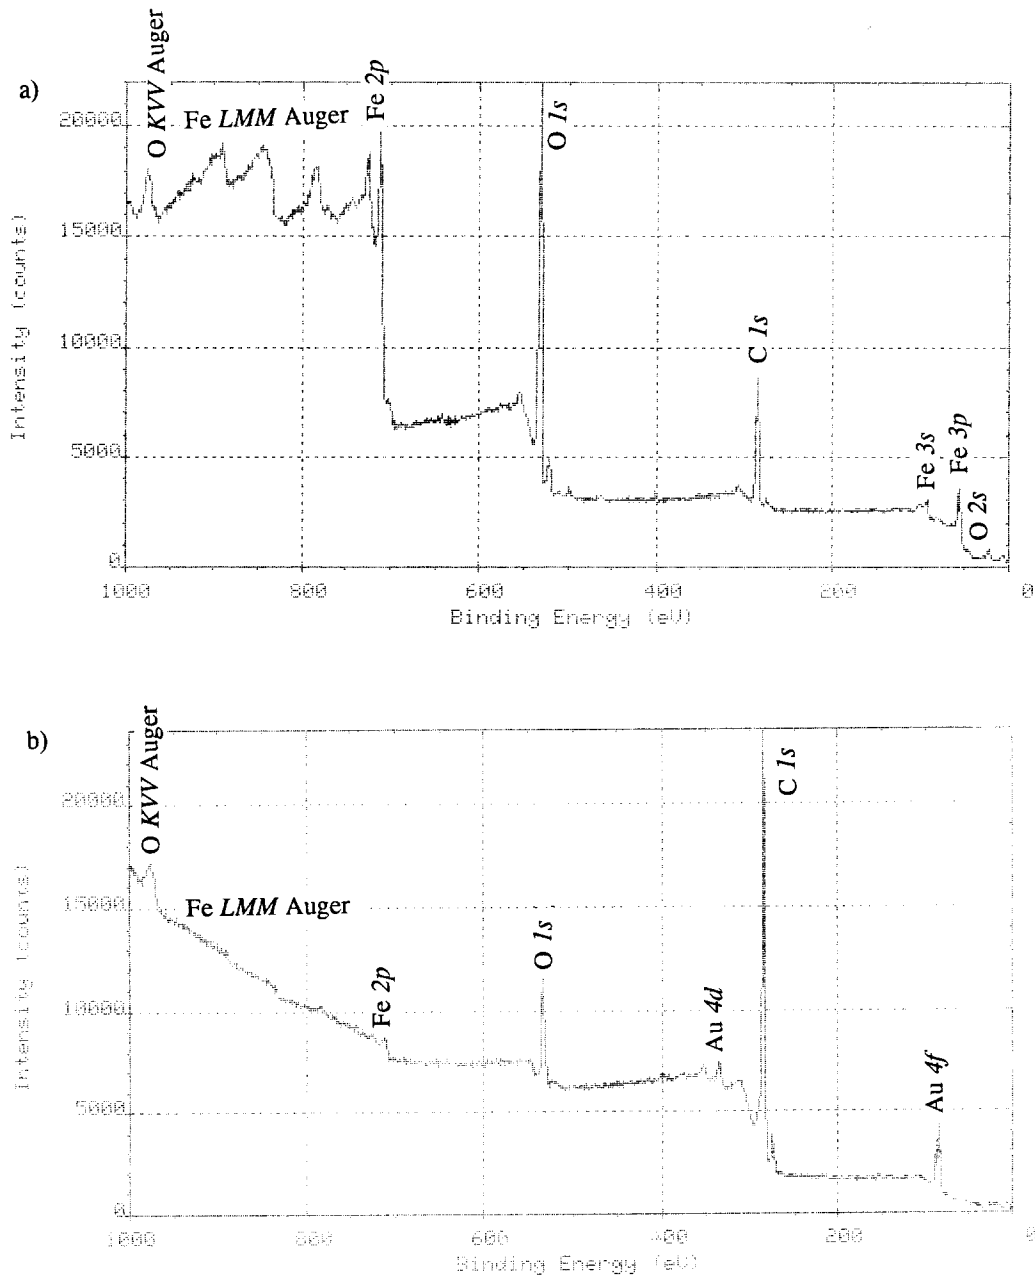 a)
O KVV Auger
Fe LMM Auger
Fe 2p
O 1s
C 1s
Fe 3s
Fe 3p
O 2s
Intensity (counts)
20000
15000
10000
5000
0
1000
800
600
400
200
0
Binding Energy (eV)
b)
O KVV Auger
Fe LMM Auger
Fe 2p
O 1s
Au 4d
C 1s
Au 4f
Intensity (counts)
20000
15000
10000
5000
0
1000
800
600
400
200
0
Binding Energy (eV)